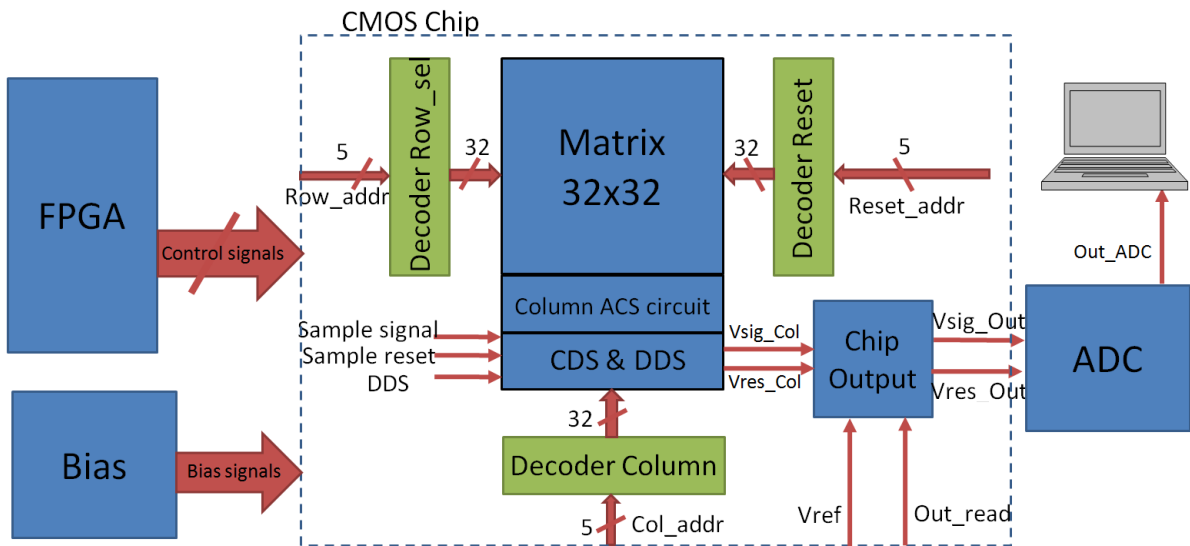 CMOS Chip
FPGA
Control signals
Bias
Bias signals
5
Row_addr
Decoder Row_sel
32
Matrix
32x32
32
Decoder Reset
5
Reset_addr
Column ACS circuit
Sample signal
Sample reset
DDS
CDS & DDS
Vsig_Col
Vres_Col
Chip
Output
Vsig_Out
Vres_Out
ADC
Out_ADC
32
Decoder Column
5
Col_addr
Vref
Out_read